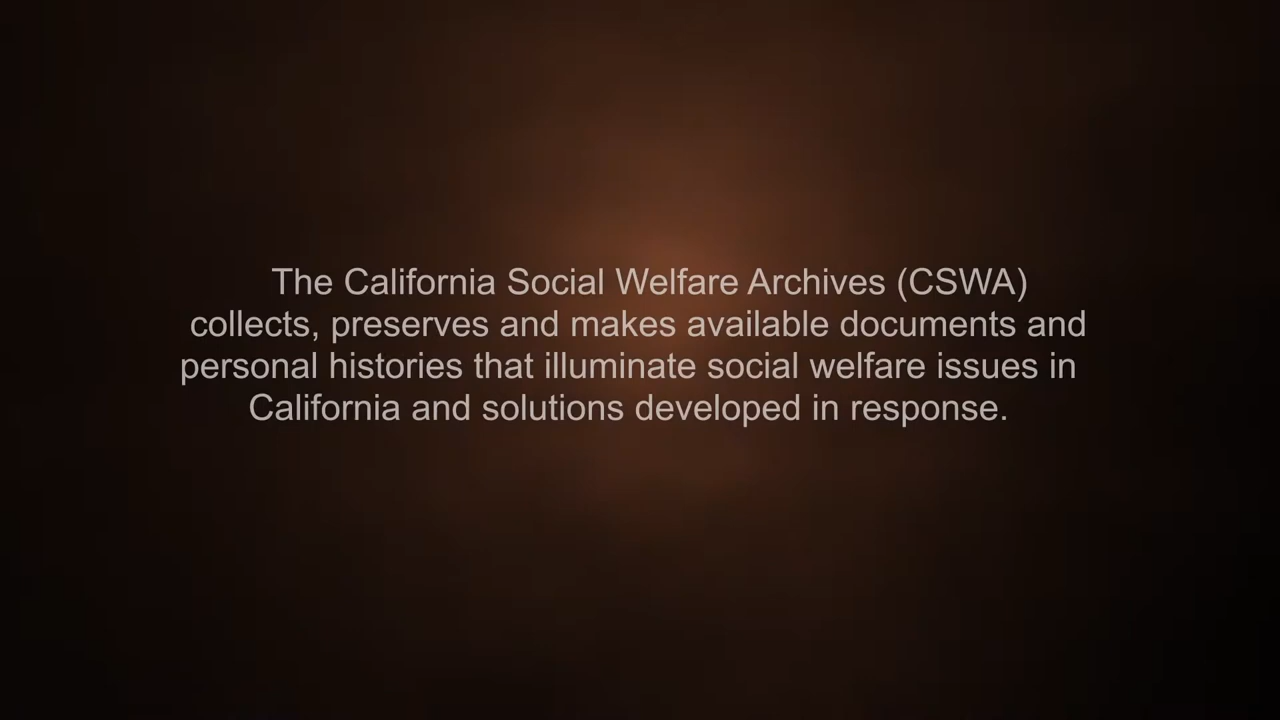 The California Social Welfare Archives (CSWA)
collects, preserves and makes available documents and
personal histories that illuminate social welfare issues in
California and solutions developed in response.